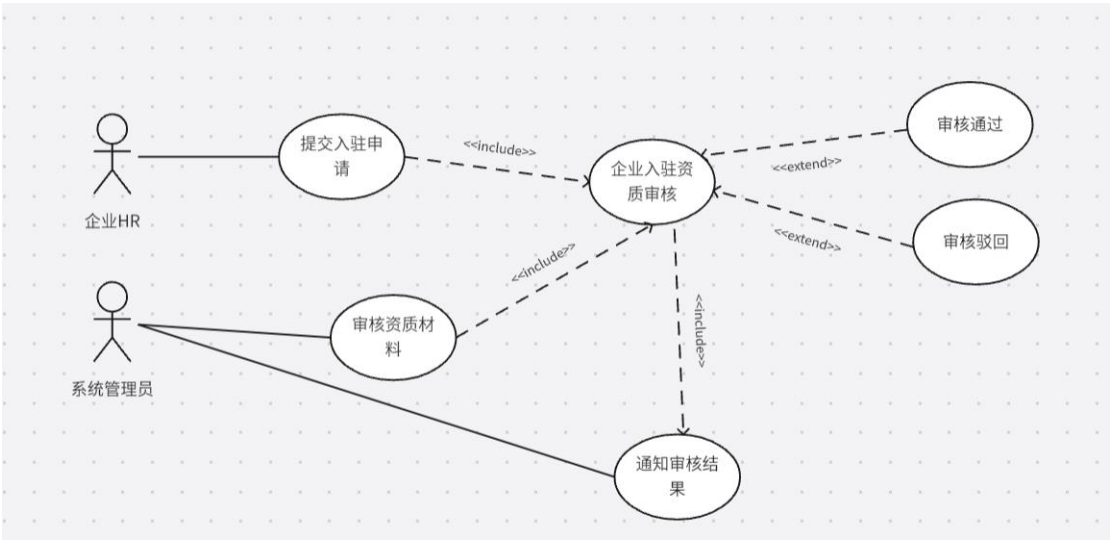 提交入驻申
请
<<include>>
企业入驻资
质审核
审核通过
<<extend>>
企业HR
<<extend>>
审核驳回
<<include>>
审核资质材
料
<<include>>
系统管理员
通知审核结
果